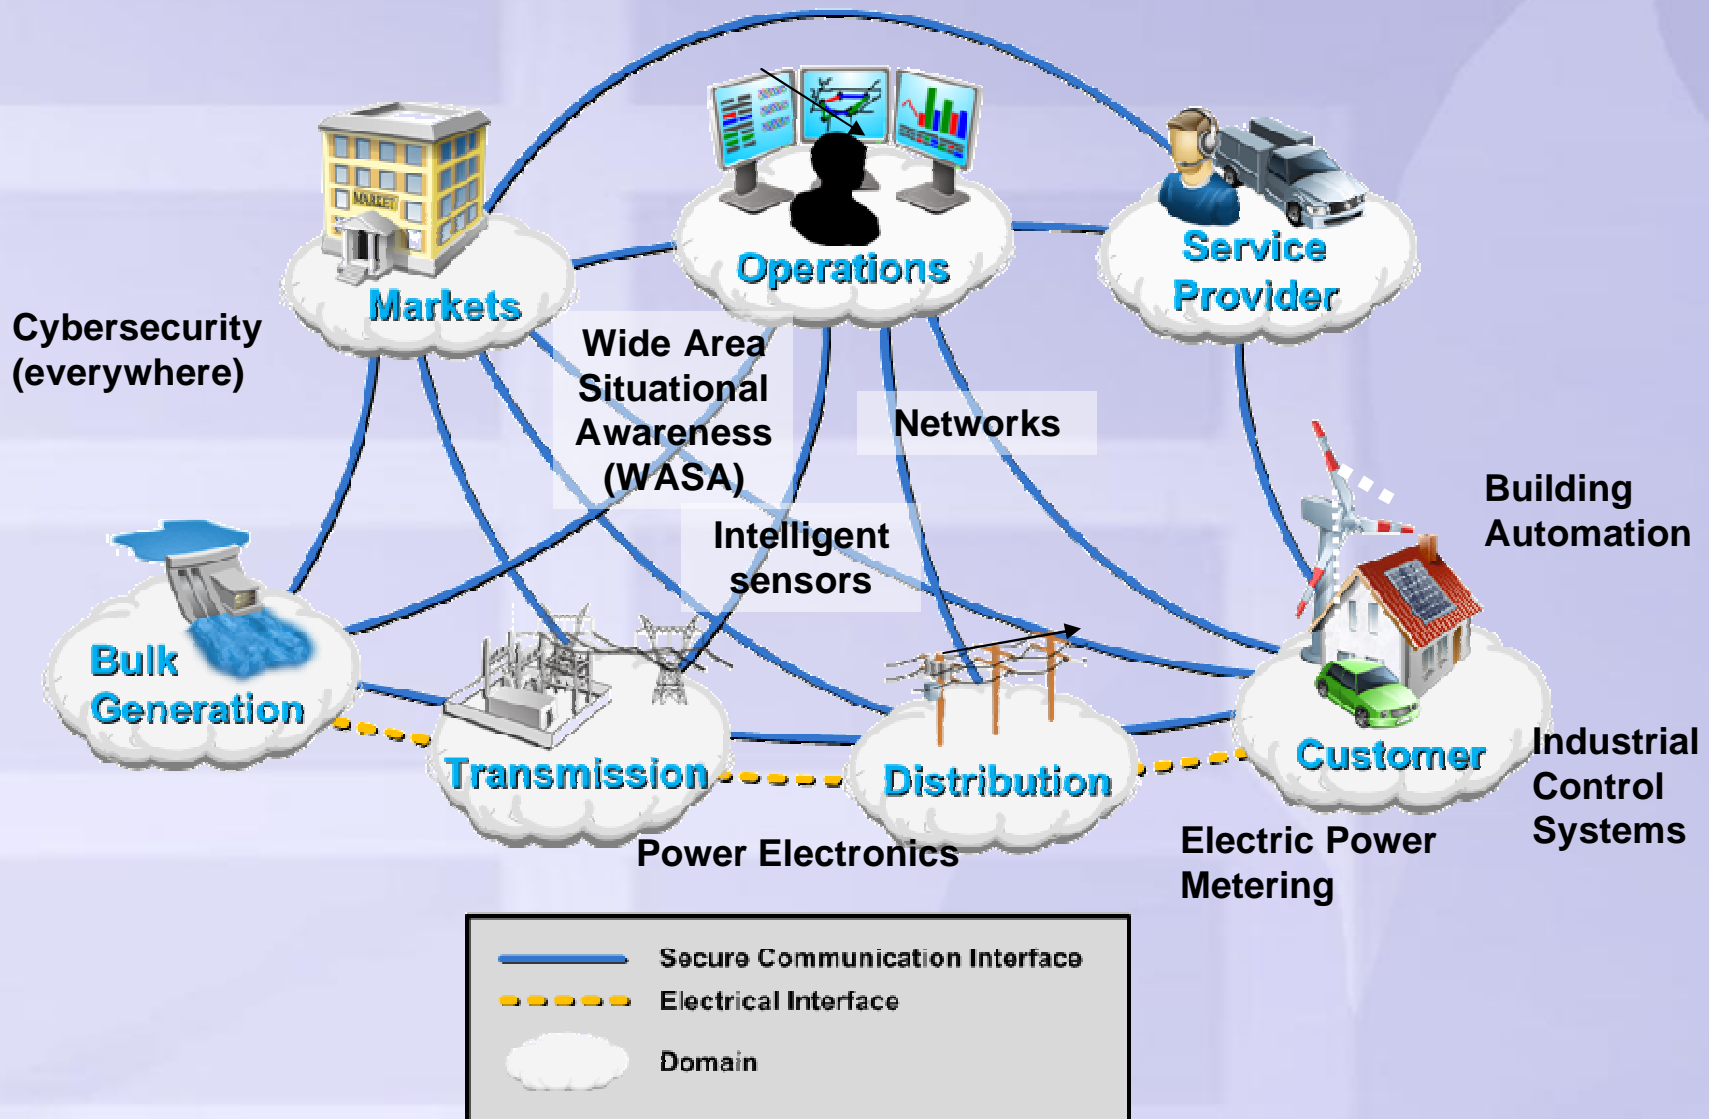 MARKET
Markets
Operations
Service
Provider
Cybersecurity
(everywhere)
Wide Area
Situational
Awareness
(WASA)
Networks
Intelligent
sensors
Building
Automation
Bulk
Generation
Transmission
Distribution
Customer
Industrial
Control
Systems
Power Electronics
Electric Power
Metering
Secure Communication Interface
Electrical Interface
Domain